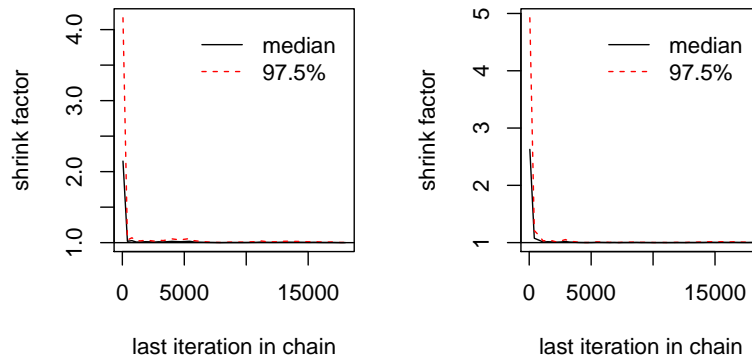 shrink factor
4.0
3.0
2.0
1.0
median
97.5%
0
5000
15000
last iteration in chain
shrink factor
5
4
3
2
1
median
97.5%
0
5000
15000
last iteration in chain